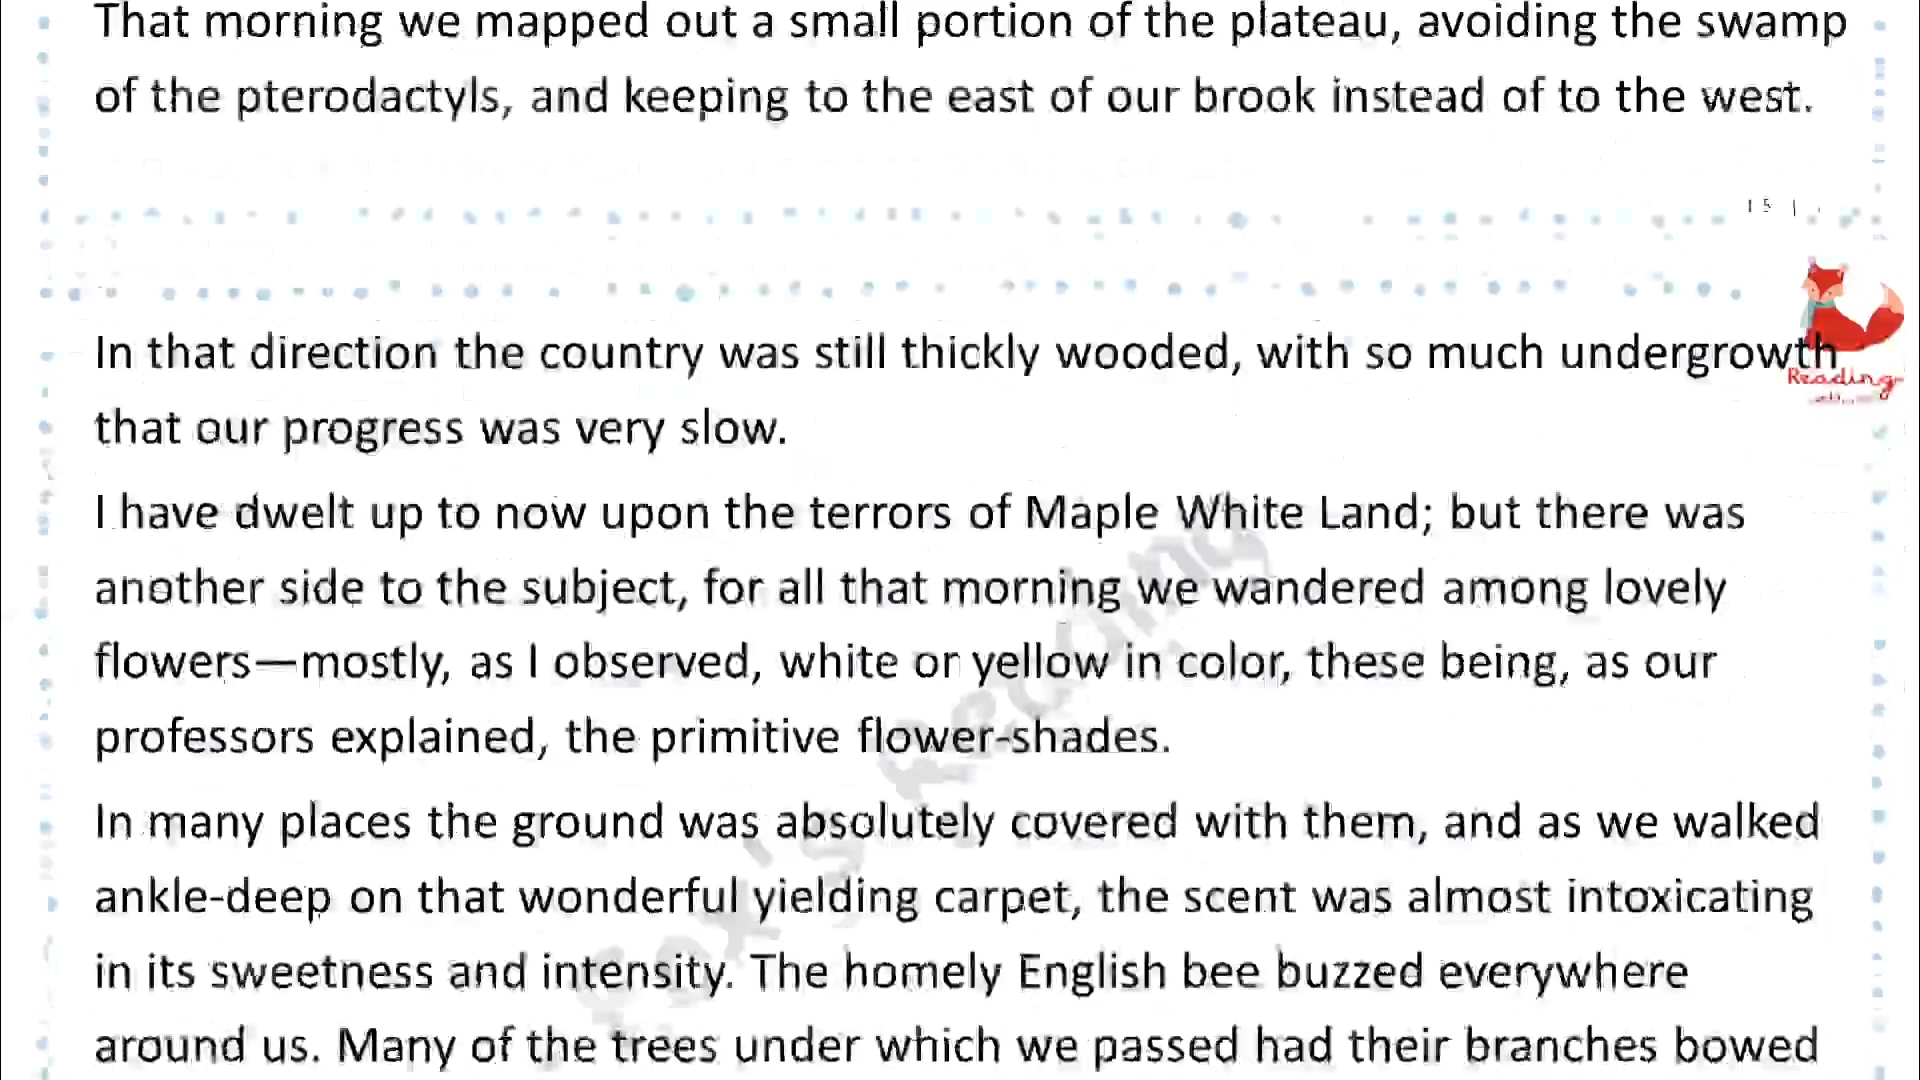 That morning we mapped out a small portion of the plateau, avoiding the swamp
of the pterodactyls, and keeping to the east of our brook instead of to the west.
15 |
In that direction the country was still thickly wooded, with so much undergrowth
Reading
that our progress was very slow.
I have dwelt up to now upon the terrors of Maple White Land; but there was
another side to the subject, for all that morning we wandered among lovely
flowers—mostly, as I observed, white or yellow in color, these being, as our
professors explained, the primitive flower-shades.
In many places the ground was absolutely covered with them, and as we walked
ankle-deep on that wonderful yielding carpet, the scent was almost intoxicating
in its sweetness and intensity. The homely English bee buzzed everywhere
around us. Many of the trees under which we passed had their branches bowed
Fox's Reading